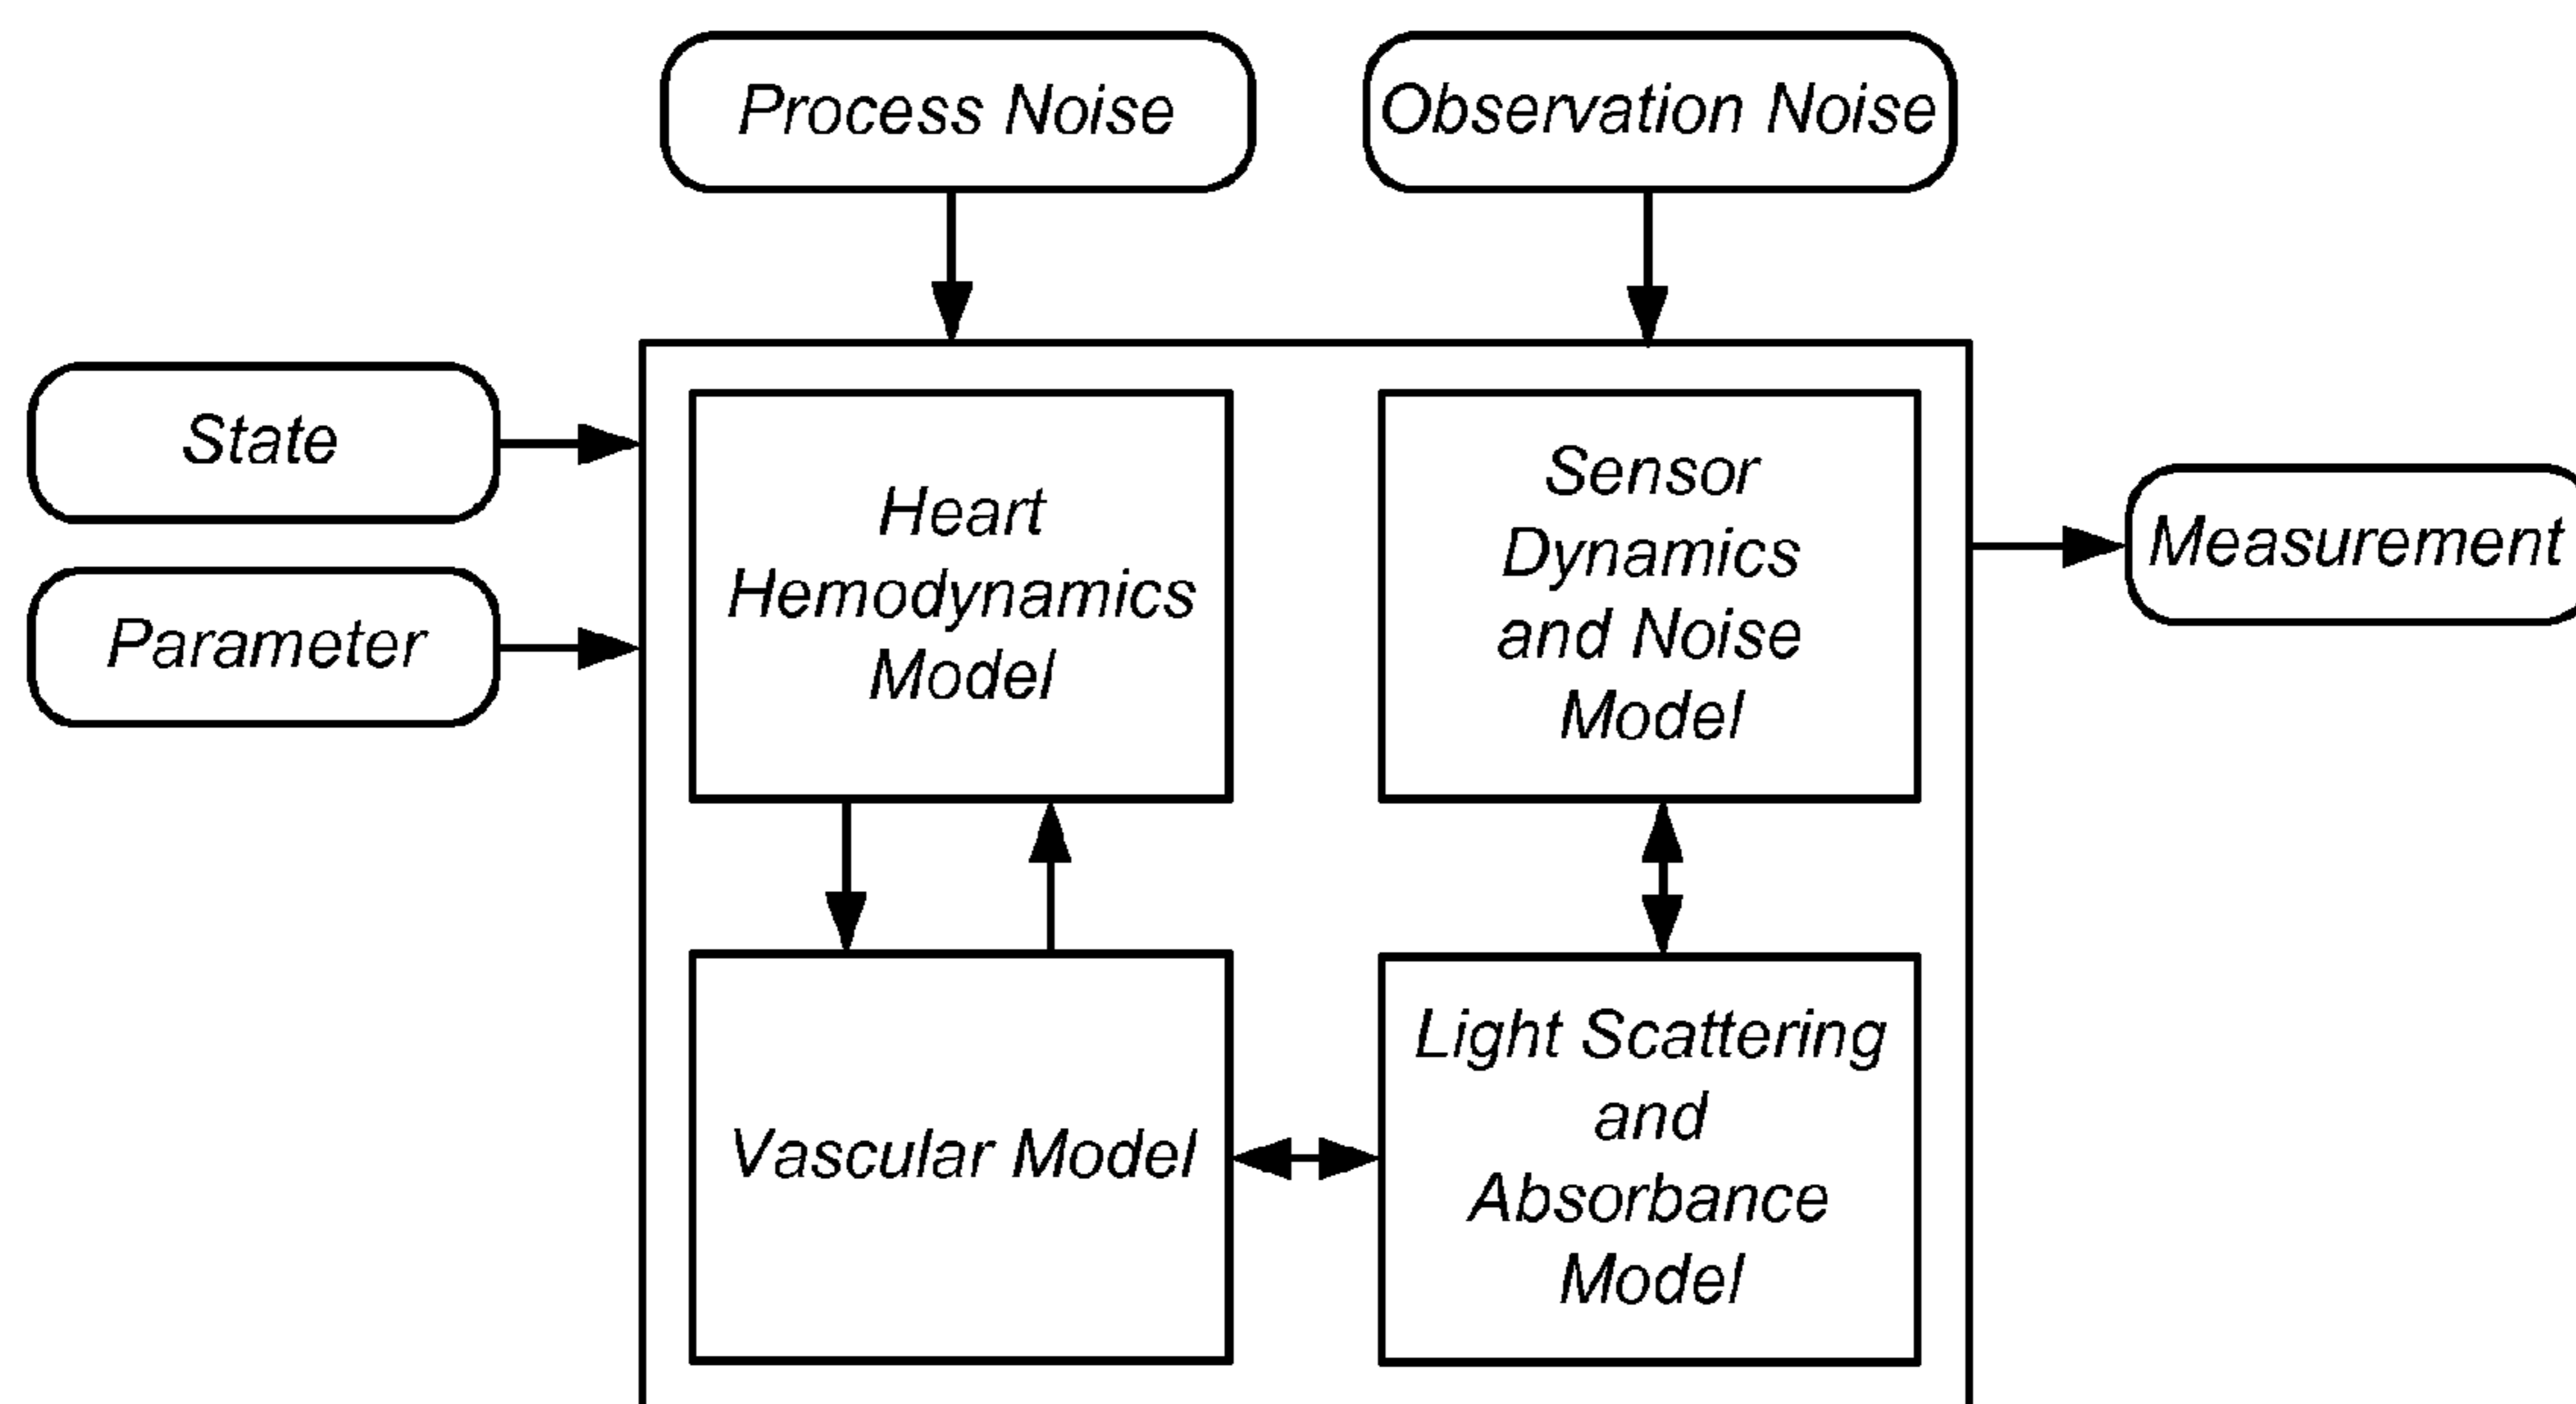 Process Noise
Observation Noise
State
Parameter
Heart
Hemodynamics
Model
Sensor
Dynamics
and Noise
Model
Measurement
Vascular Model
Light Scattering
and
Absorbance
Model